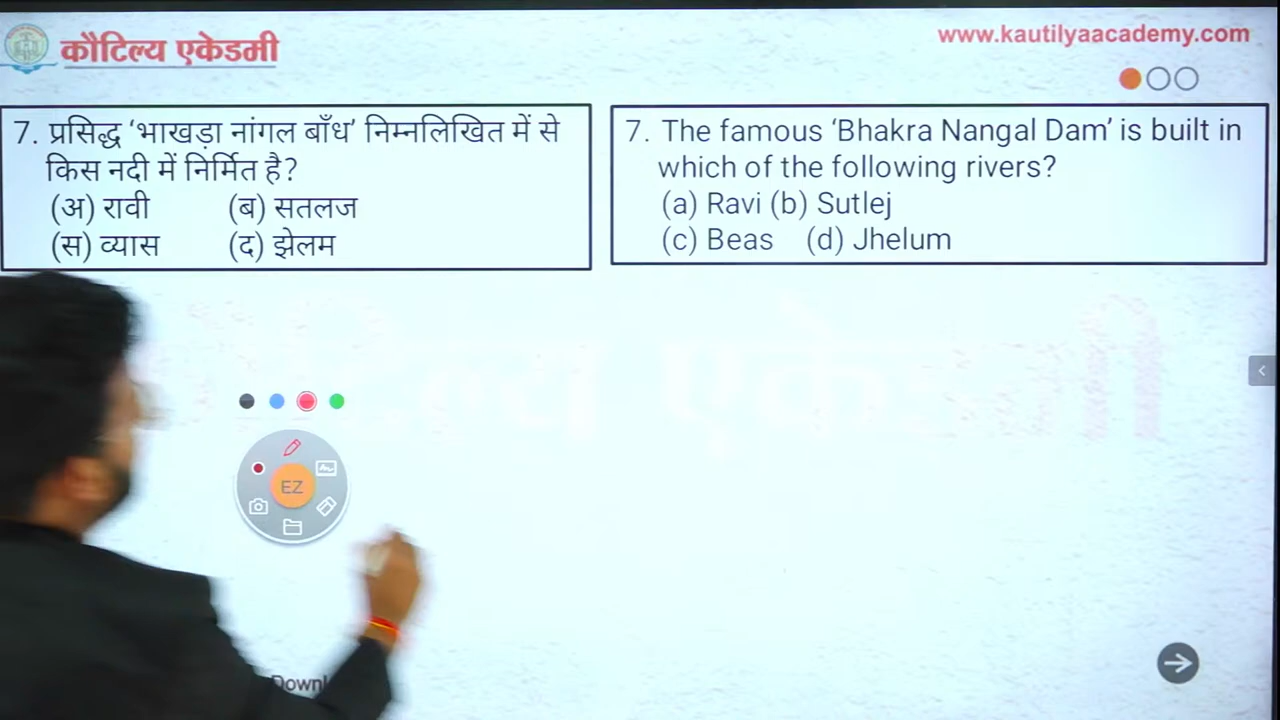 कौटिल्य एकेडमी
www.kautilyaacademy.com
7. प्रसिद्ध ‘भाखड़ा नांगल बाँध’ निम्नलिखित में से
किस नदी में निर्मित है?
(अ) रावी (ब) सतलज
(स) व्यास (द) झेलम
7. The famous ‘Bhakra Nangal Dam’ is built in
which of the following rivers?
(a) Ravi (b) Sutlej
(c) Beas (d) Jhelum
EZ